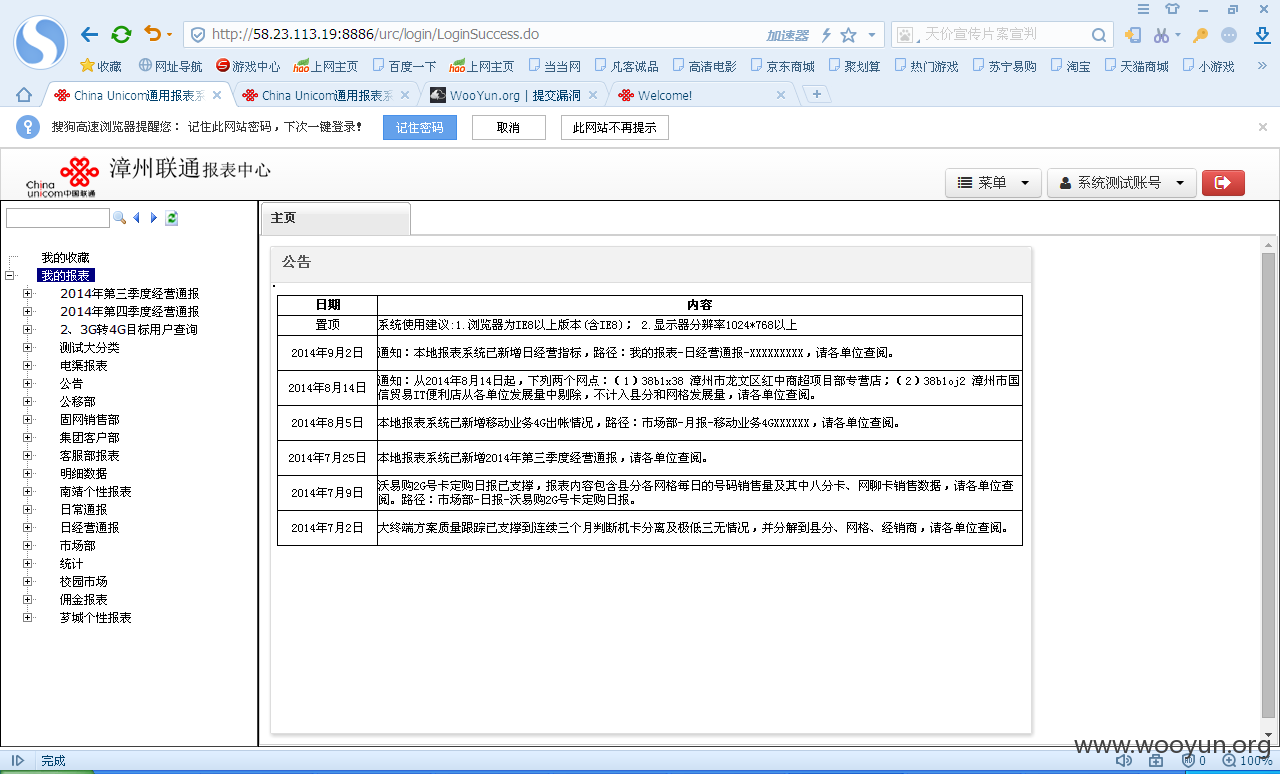 http://58.23.113.19:8886/urc/login/LoginSuccess.do
加速器
天价宣传片案宣判
收藏 网址导航 游戏中心 上网主页 百度一下 上网主页 当当网 凡客诚品 高清电影 京东商城 聚划算 热门游戏 苏宁易购 淘宝 天猫商城 小游戏
China Unicom通用报表系 China Unicom通用报表系 WooYun.org | 提交漏洞 Welcome!
搜狗高速浏览器提醒您： 记住此网站密码，下次一键登录！ 记住密码 取消 此网站不再提示
China
unicom中国联通
漳州联通报表中心
菜单 系统测试账号
主页
我的收藏
我的报表
2014年第三季度经营通报
2014年第四季度经营通报
2、3G转4G目标用户查询
测试大分类
电渠报表
公告
公移部
固网销售部
集团客户部
客服部报表
明细数据
南靖个性报表
日常通报
日经营通报
市场部
统计
校园市场
佣金报表
芗城个性报表
公告
日期 内容
置顶 系统使用建议:1.浏览器为IE8以上版本(含IE8)； 2.显示器分辨率1024*768以上
2014年9月2日 通知：本地报表系统已新增日经营指标，路径：我的报表-日经营通报-XXXXXXXXX，请各单位查阅。
2014年8月14日 通知：从2014年8月14日起，下列两个网点：（1）38b1x38 漳州市龙文区红中商超项目部专营店；（2）38b1oj2 漳州市国
信贸易IT便利店从各单位发展量中剔除，不计入县分和网格发展量，请各单位查阅。
2014年8月5日 本地报表系统已新增移动业务4G出帐情况，路径：市场部-月报-移动业务4GXXXXXX，请各单位查阅。
2014年7月25日 本地报表系统已新增2014年第三季度经营通报，请各单位查阅。
2014年7月9日 沃易购2G号卡定购日报已支撑，报表内容包含县分各网格每日的号码销售量及其中八分卡、网聊卡销售数据，请各单位查
阅。路径：市场部-日报-沃易购2G号卡定购日报。
2014年7月2日 大终端方案质量跟踪已支撑到连续三个月判断机卡分离及极低三无情况，并分解到县分、网格、经销商，请各单位查阅。
www.wooyun.org
完成
0
100%